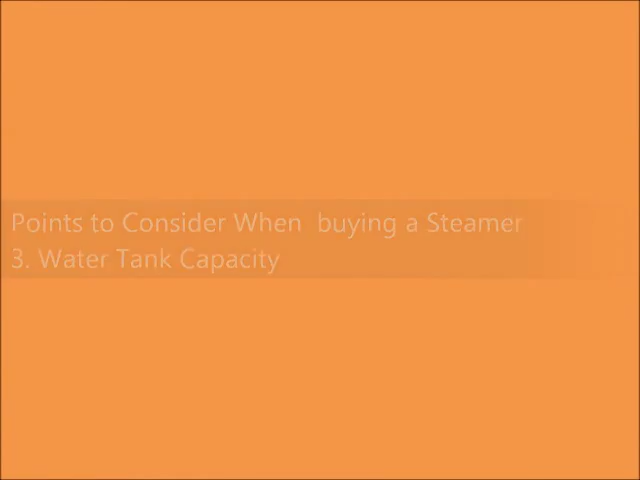 Points to Consider When  buying a Steamer
3. Water Tank Capacity